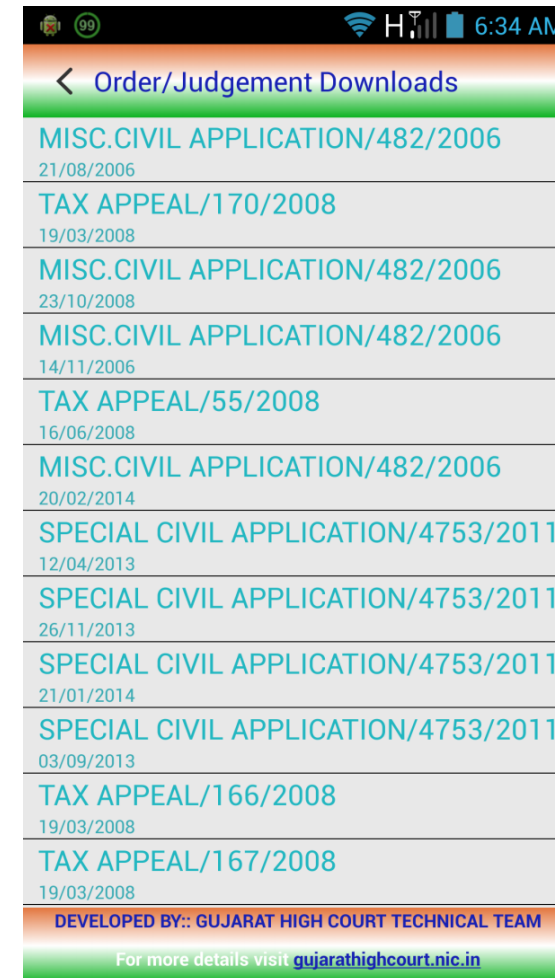 99 H 6:34 AM
Order/Judgement Downloads
MISC.CIVIL APPLICATION/482/2006
21/08/2006
TAX APPEAL/170/2008
19/03/2008
MISC.CIVIL APPLICATION/482/2006
23/10/2008
MISC.CIVIL APPLICATION/482/2006
14/11/2006
TAX APPEAL/55/2008
16/06/2008
MISC.CIVIL APPLICATION/482/2006
20/02/2014
SPECIAL CIVIL APPLICATION/4753/2011
12/04/2013
SPECIAL CIVIL APPLICATION/4753/2011
26/11/2013
SPECIAL CIVIL APPLICATION/4753/2011
21/01/2014
SPECIAL CIVIL APPLICATION/4753/2011
03/09/2013
TAX APPEAL/166/2008
19/03/2008
TAX APPEAL/167/2008
19/03/2008
DEVELOPED BY:: GUJARAT HIGH COURT TECHNICAL TEAM
For more details visit gujarathighcourt.nic.in